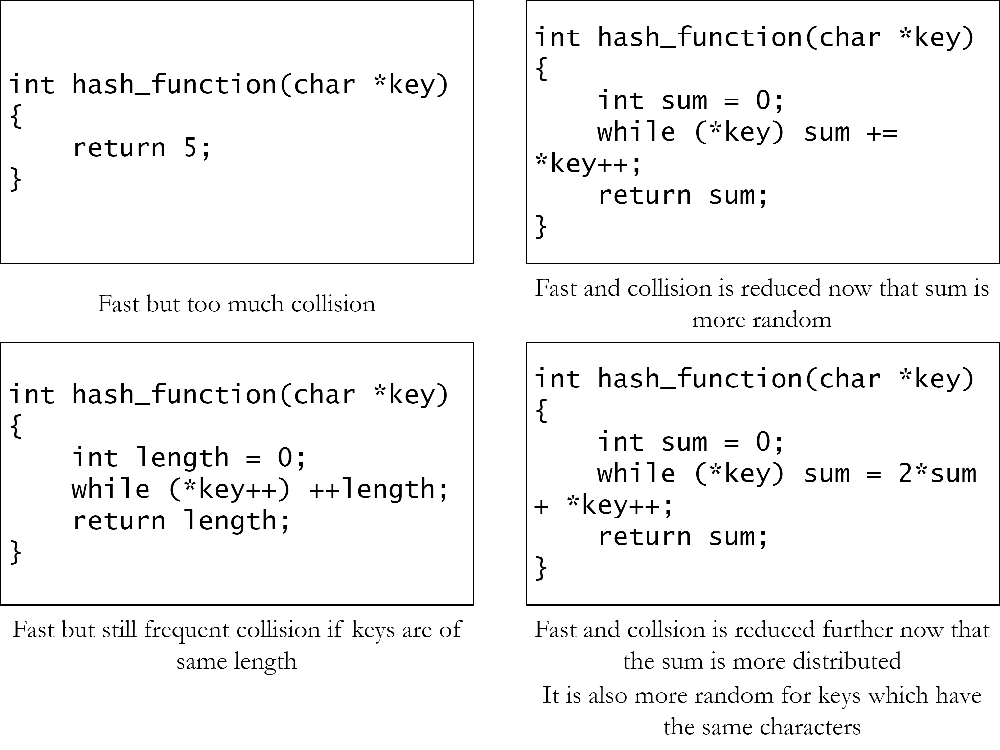 int hash_function(char *key)
{
    return 5;
}
Fast but too much collision
int hash_function(char *key)
{
    int sum = 0;
    while (*key) sum +=
*key++;
    return sum;
}
Fast and collision is reduced now that sum is
more random
int hash_function(char *key)
{
    int length = 0;
    while (*key++) ++length;
    return length;
}
Fast but still frequent collision if keys are of
same length
int hash_function(char *key)
{
    int sum = 0;
    while (*key) sum = 2*sum
+ *key++;
    return sum;
}
Fast and collsion is reduced further now that
the sum is more distributed
It is also more random for keys which have
the same characters